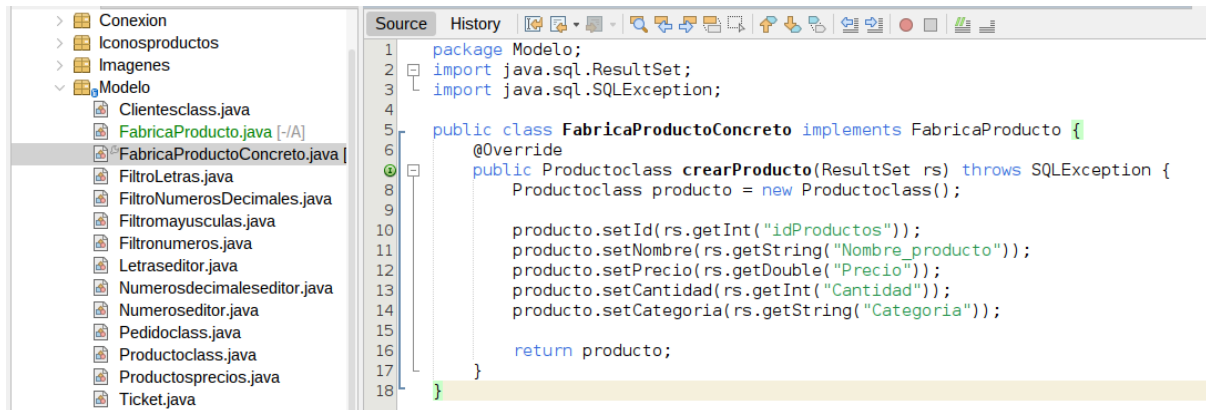 Conexion
Iconosproductos
Imagenes
Modelo
Clientesclass.java
FabricaProducto.java [-/A]
FabricaProductoConcreto.java [
FiltroLetras.java
FiltroNumerosDecimales.java
Filtromayusculas.java
Filtronumeros.java
Letraseditor.java
Numerosdecimaleseditor.java
Numeroseditor.java
Pedidoclass.java
Productoclass.java
Productosprecios.java
Ticket.java
Source History
1 package Modelo;
2 import java.sql.ResultSet;
3 import java.sql.SQLException;
4
5 public class FabricaProductoConcreto implements FabricaProducto {
6 @Override
public Productoclass crearProducto(ResultSet rs) throws SQLException {
8 Productoclass producto = new Productoclass();
9
10 producto.setId(rs.getInt("idProductos"));
11 producto.setNombre(rs.getString("Nombre_producto"));
12 producto.setPrecio(rs.getDouble("Precio"));
13 producto.setCantidad(rs.getInt("Cantidad"));
14 producto.setCategoria(rs.getString("Categoria"));
15
16 return producto;
17 }
18 }